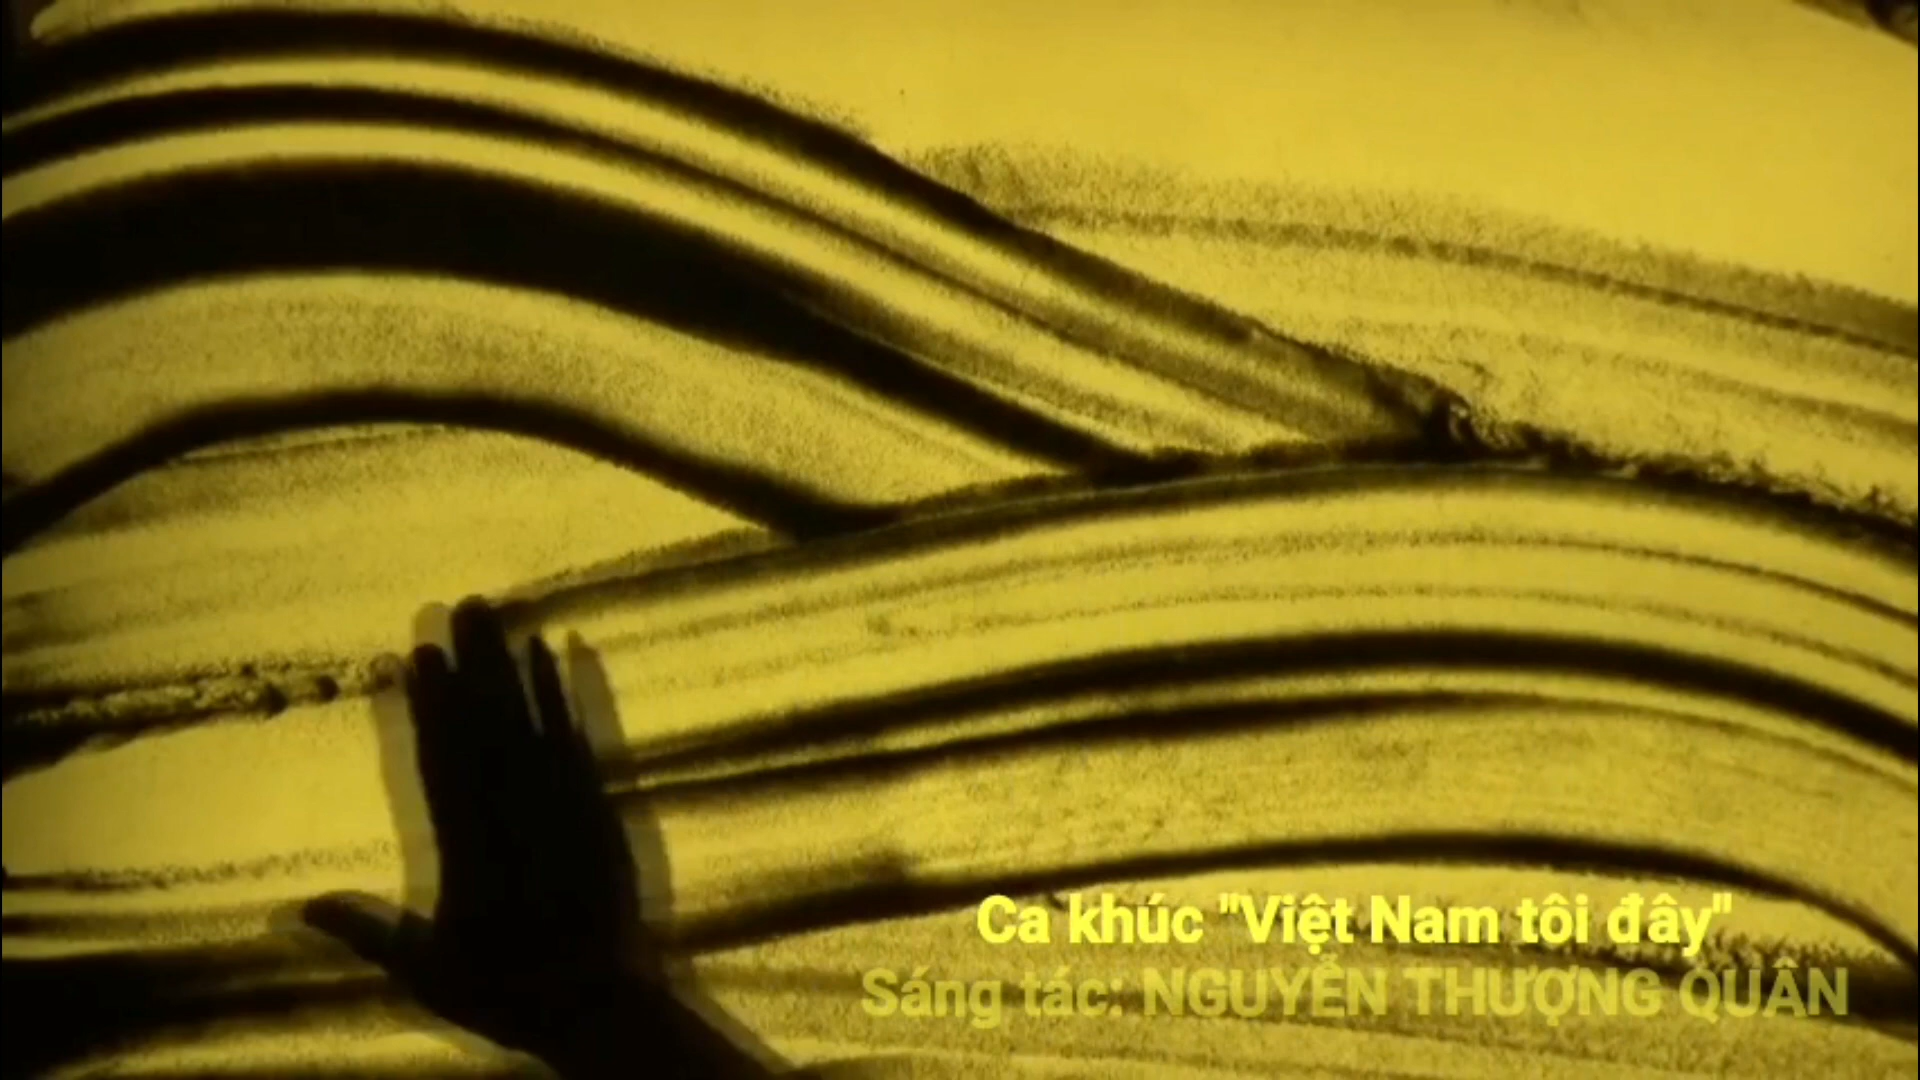 Ca khúc "Việt Nam tôi đây"
Sáng tác: NGUYỄN THƯỢNG QUÂN